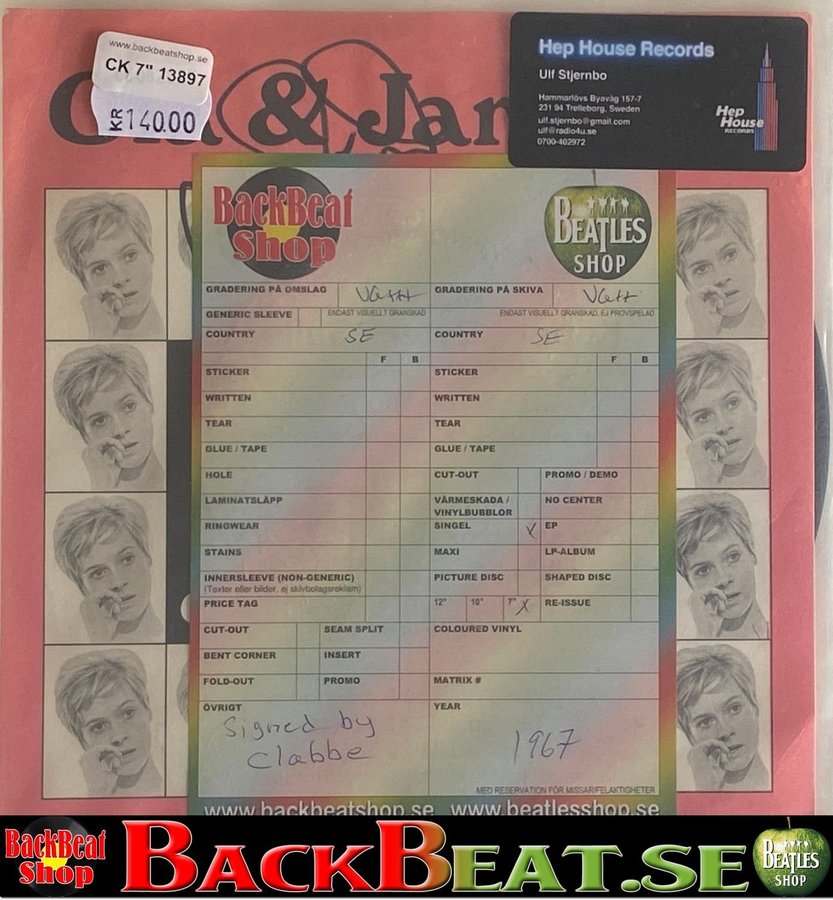 www.backbeatshop.se
CK 7" 13897
KR 140.00
& Jan
Hep House Records
Ulf Stjernbo
Hammarlövs Byaväg 157-7
231 94 Trelleborg, Sweden
ulf.stjernbo@gmail.com
ulf@radio4u.se
0700-402972
Hep
House
RECORDS
BackBeat
Shop
BEATLES
SHOP
GRADERING PÅ OMSLAG
GRADERING PÅ SKIVA
GENERIC SLEEVE
ENDAST VISUELLT GRANSKAD
ENDAST VISUELLT GRANSKAD, EJ PROVSPELAD
COUNTRY SE
COUNTRY SE
F B
F B
STICKER
STICKER
WRITTEN
WRITTEN
TEAR
TEAR
GLUE / TAPE
GLUE / TAPE
HOLE
CUT-OUT
PROMO / DEMO
LAMINATSLÄPP
VÄRMESKADA /
VINYLBUBBLOR
NO CENTER
RINGWEAR
SINGEL X
EP
STAINS
MAXI
LP-ALBUM
INNERSLEEVE (NON-GENERIC)
(Texter eller bilder, ej skivbolagsreklam)
PICTURE DISC
SHAPED DISC
PRICE TAG
12" 10" 7" X
RE-ISSUE
CUT-OUT
SEAM SPLIT
COLOURED VINYL
BENT CORNER
INSERT
FOLD-OUT
PROMO
MATRIX #
ÖVRIGT
YEAR
Signed by
Clabbe
1967
MED RESERVATION FÖR MISSAR/FELAKTIGHETER
www.backbeatshop.se
www.beatlesshop.se
BackBeat
Shop
BACKBEAT.SE
BEATLES
SHOP